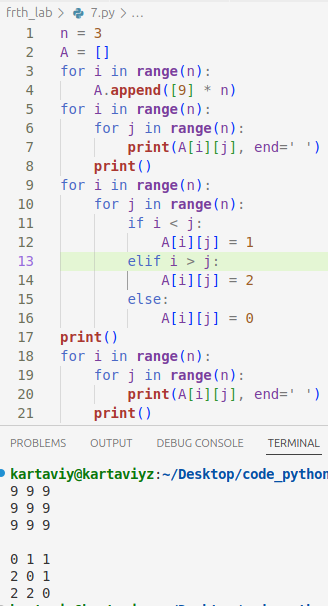 frth_lab > 7.py > ...
1 n = 3
2 A = []
3 for i in range(n):
4     A.append([9] * n)
5 for i in range(n):
6     for j in range(n):
7         print(A[i][j], end=' ')
8     print()
9 for i in range(n):
10     for j in range(n):
11         if i < j:
12             A[i][j] = 1
13         elif i > j:
14             A[i][j] = 2
15         else:
16             A[i][j] = 0
17 print()
18 for i in range(n):
19     for j in range(n):
20         print(A[i][j], end=' ')
21     print()
PROBLEMS OUTPUT DEBUG CONSOLE TERMINAL
kartaviy@kartaviyz:~/Desktop/code_python
9 9 9
9 9 9
9 9 9
0 1 1
2 0 1
2 2 0